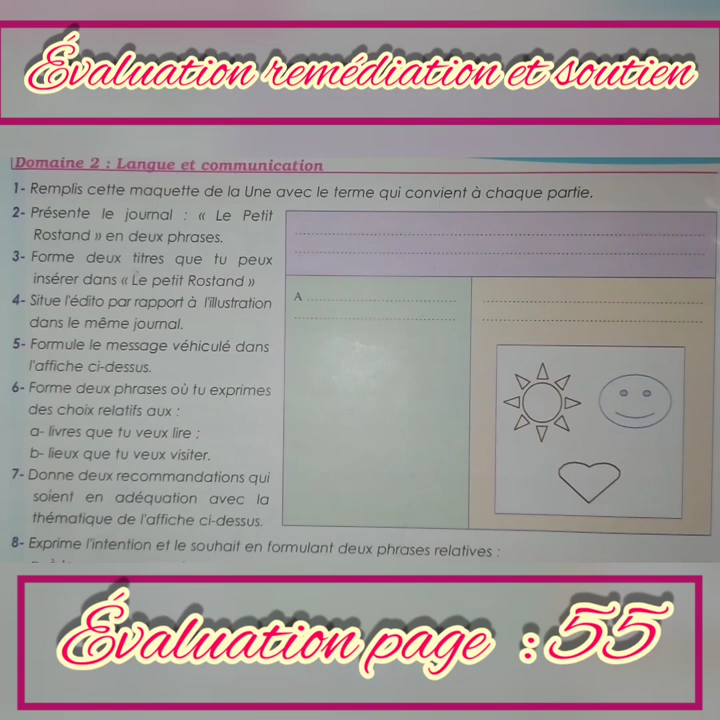 Évaluation remédiation et soutien
Domaine 2 : Langue et communication
1- Remplis cette maquette de la Une avec le terme qui convient à chaque partie.
2- Présente le journal : « Le Petit
Rostand » en deux phrases.
3- Forme deux titres que tu peux
insérer dans « Le petit Rostand »
4- Situe l'édito par rapport à l'illustration
dans le même journal.
5- Formule le message véhiculé dans
l'affiche ci-dessus.
6- Forme deux phrases où tu exprimes
des choix relatifs aux :
a- livres que tu veux lire ;
b- lieux que tu veux visiter.
7- Donne deux recommandations qui
soient en adéquation avec la
thématique de l'affiche ci-dessus.
A
8- Exprime l'intention et le souhait en formulant deux phrases relatives :
Évaluation page : 55